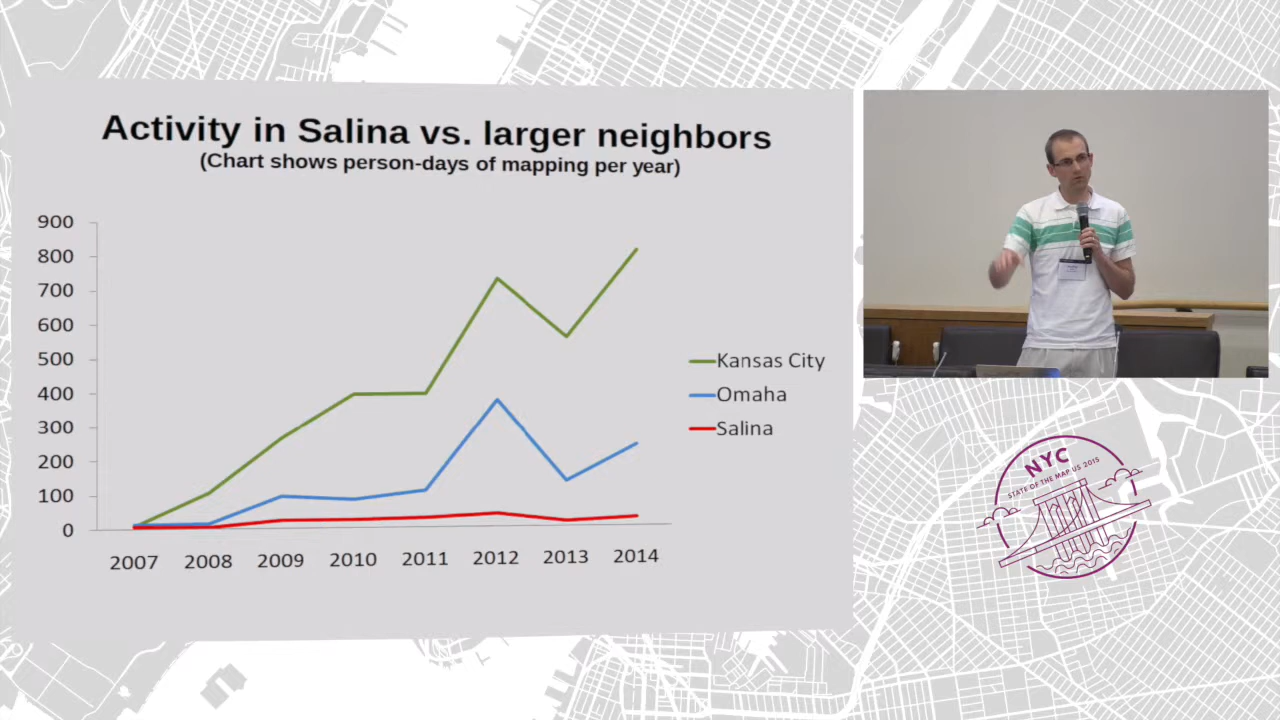 Activity in Salina vs. larger neighbors
(Chart shows person-days of mapping per year)
900
800
700
600
500
400
300
200
100
0
2007 2008 2009 2010 2011 2012 2013 2014
Kansas City
Omaha
Salina
NYC
STATE OF THE MAP US 2015